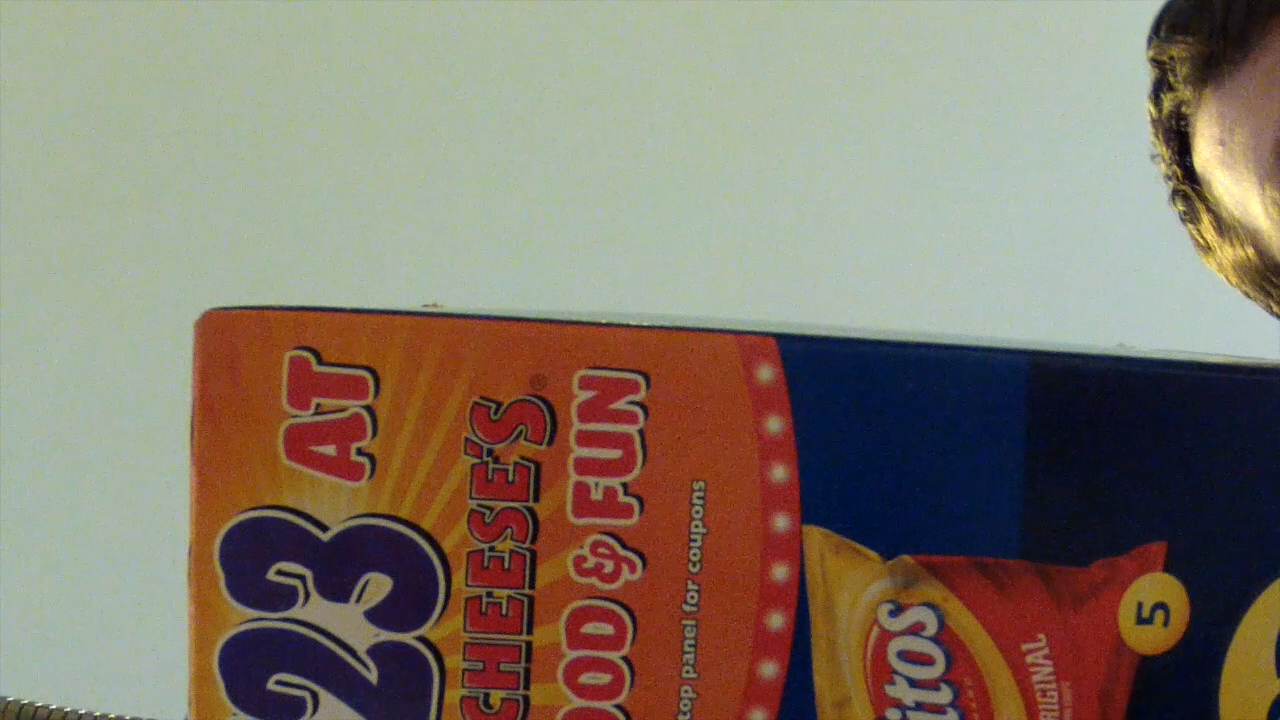 23 AT
CHEESE'S®
OOD & FUN
top panel for coupons
itos
RIGINAL
5